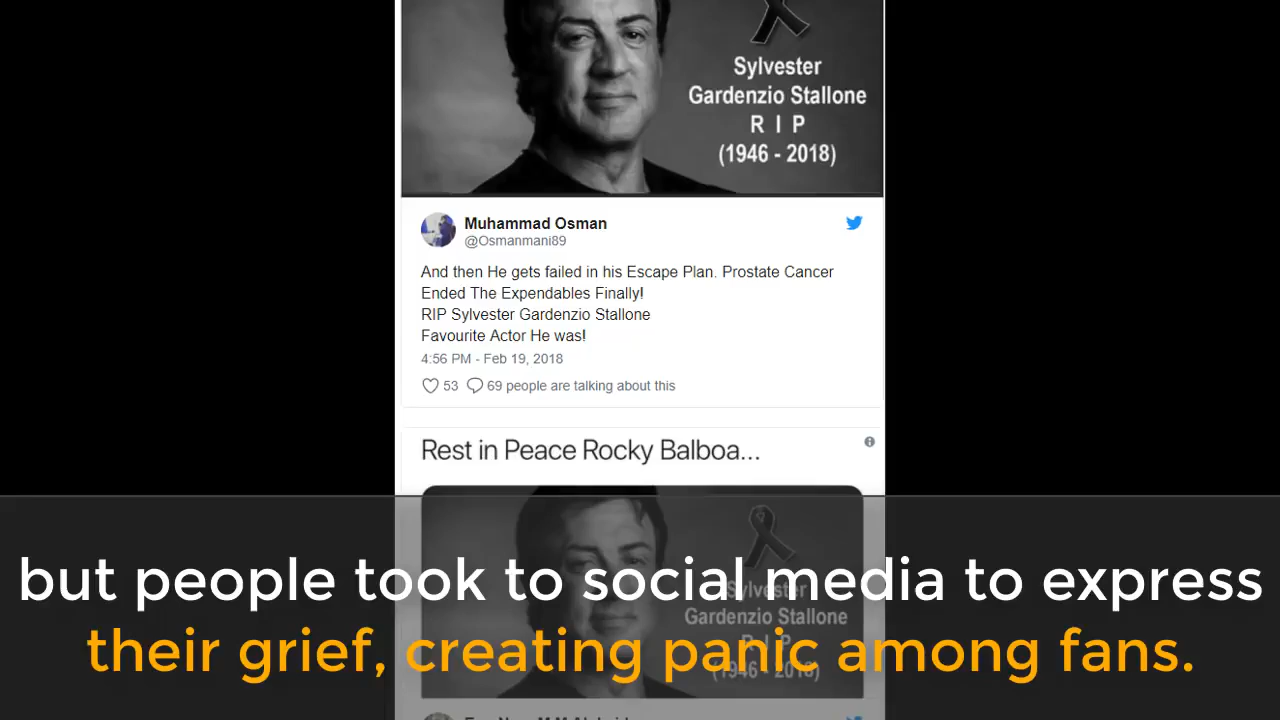 Sylvester
Gardenzio Stallone
R I P
(1946 - 2018)
Muhammad Osman
@Osmanmani89
And then He gets failed in his Escape Plan. Prostate Cancer
Ended The Expendables Finally!
RIP Sylvester Gardenzio Stallone
Favourite Actor He was!
4:56 PM - Feb 19, 2018
53 69 people are talking about this
Rest in Peace Rocky Balboa...
Sylvester
Gardenzio Stallone
R I P
(1946 - 2018)
but people took to social media to express
their grief, creating panic among fans.